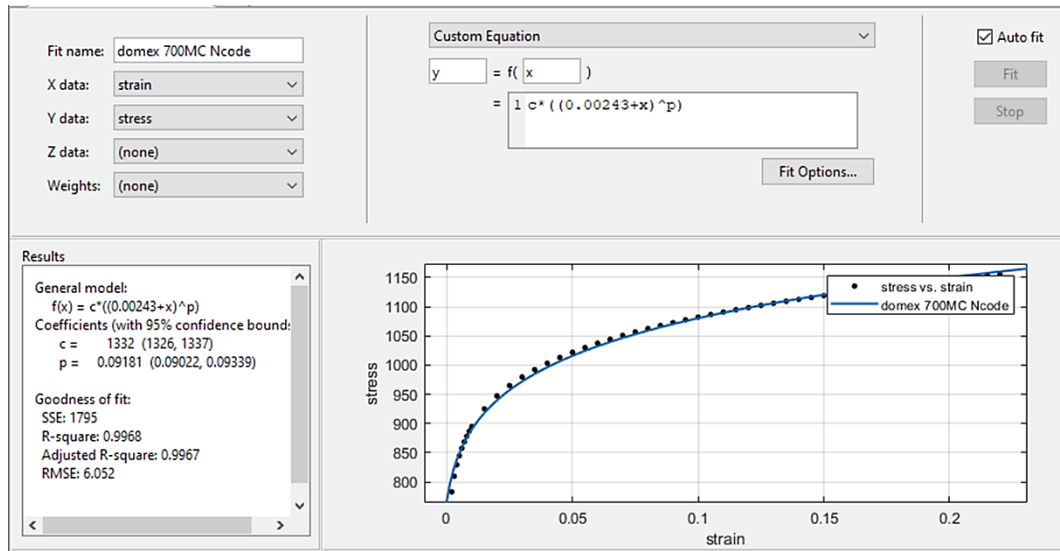 Fit name: domex 700MC Ncode
X data: strain
Y data: stress
Z data: (none)
Weights: (none)
Custom Equation
y = f( x )
= 1 c*((0.00243+x)^p)
Fit Options...
Auto fit
Fit
Stop
Results
General model:
f(x) = c*((0.00243+x)^p)
Coefficients (with 95% confidence bounds
c = 1332 (1326, 1337)
p = 0.09181 (0.09022, 0.09339)
Goodness of fit:
SSE: 1795
R-square: 0.9968
Adjusted R-square: 0.9967
RMSE: 6.052
stress
1150
1100
1050
1000
950
900
850
800
0 0.05 0.1 0.15 0.2
strain
stress vs. strain
domex 700MC Ncode